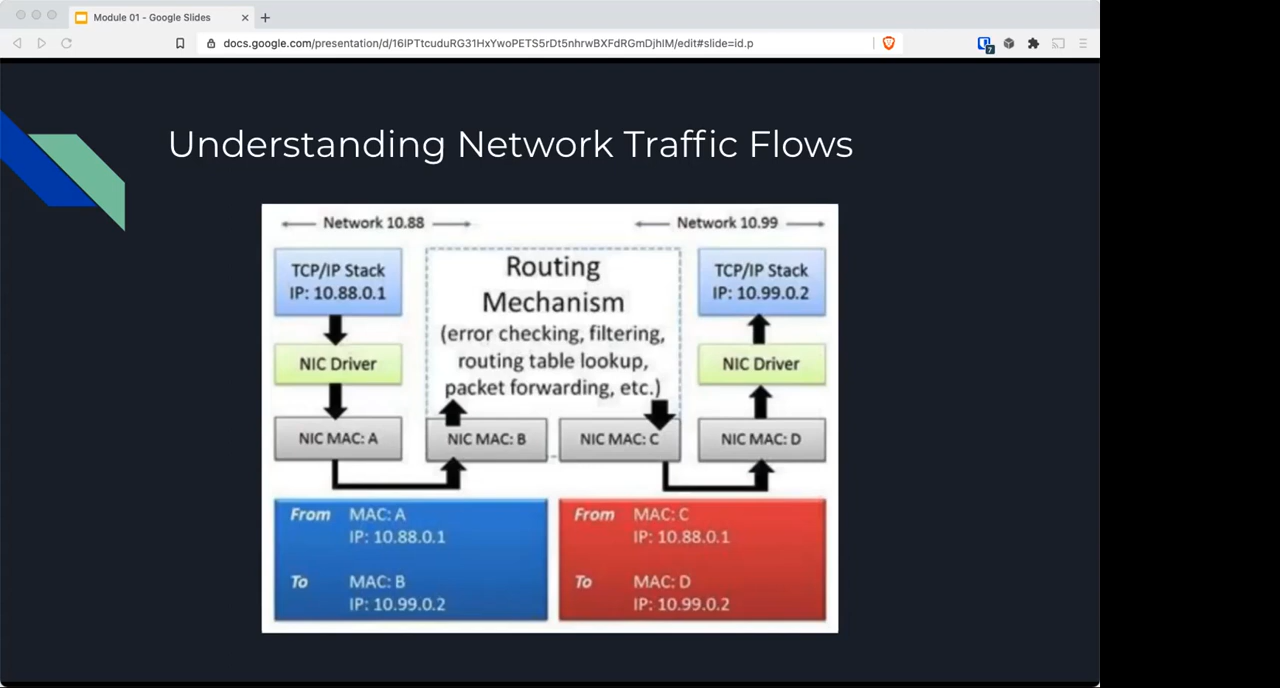 Module 01 - Google Slides
docs.google.com/presentation/d/16IPTtcuduRG31HxYwoPETS5rDt5nhrwBXFdRGmDjhIM/edit#slide=id.p
7
Understanding Network Traffic Flows
Network 10.88
Network 10.99
TCP/IP Stack
IP: 10.88.0.1
Routing
Mechanism
(error checking, filtering,
routing table lookup,
packet forwarding, etc.)
TCP/IP Stack
IP: 10.99.0.2
NIC Driver
NIC Driver
NIC MAC: A
NIC MAC: B
NIC MAC: C
NIC MAC: D
From MAC: A
IP: 10.88.0.1
To MAC: B
IP: 10.99.0.2
From MAC: C
IP: 10.88.0.1
To MAC: D
IP: 10.99.0.2